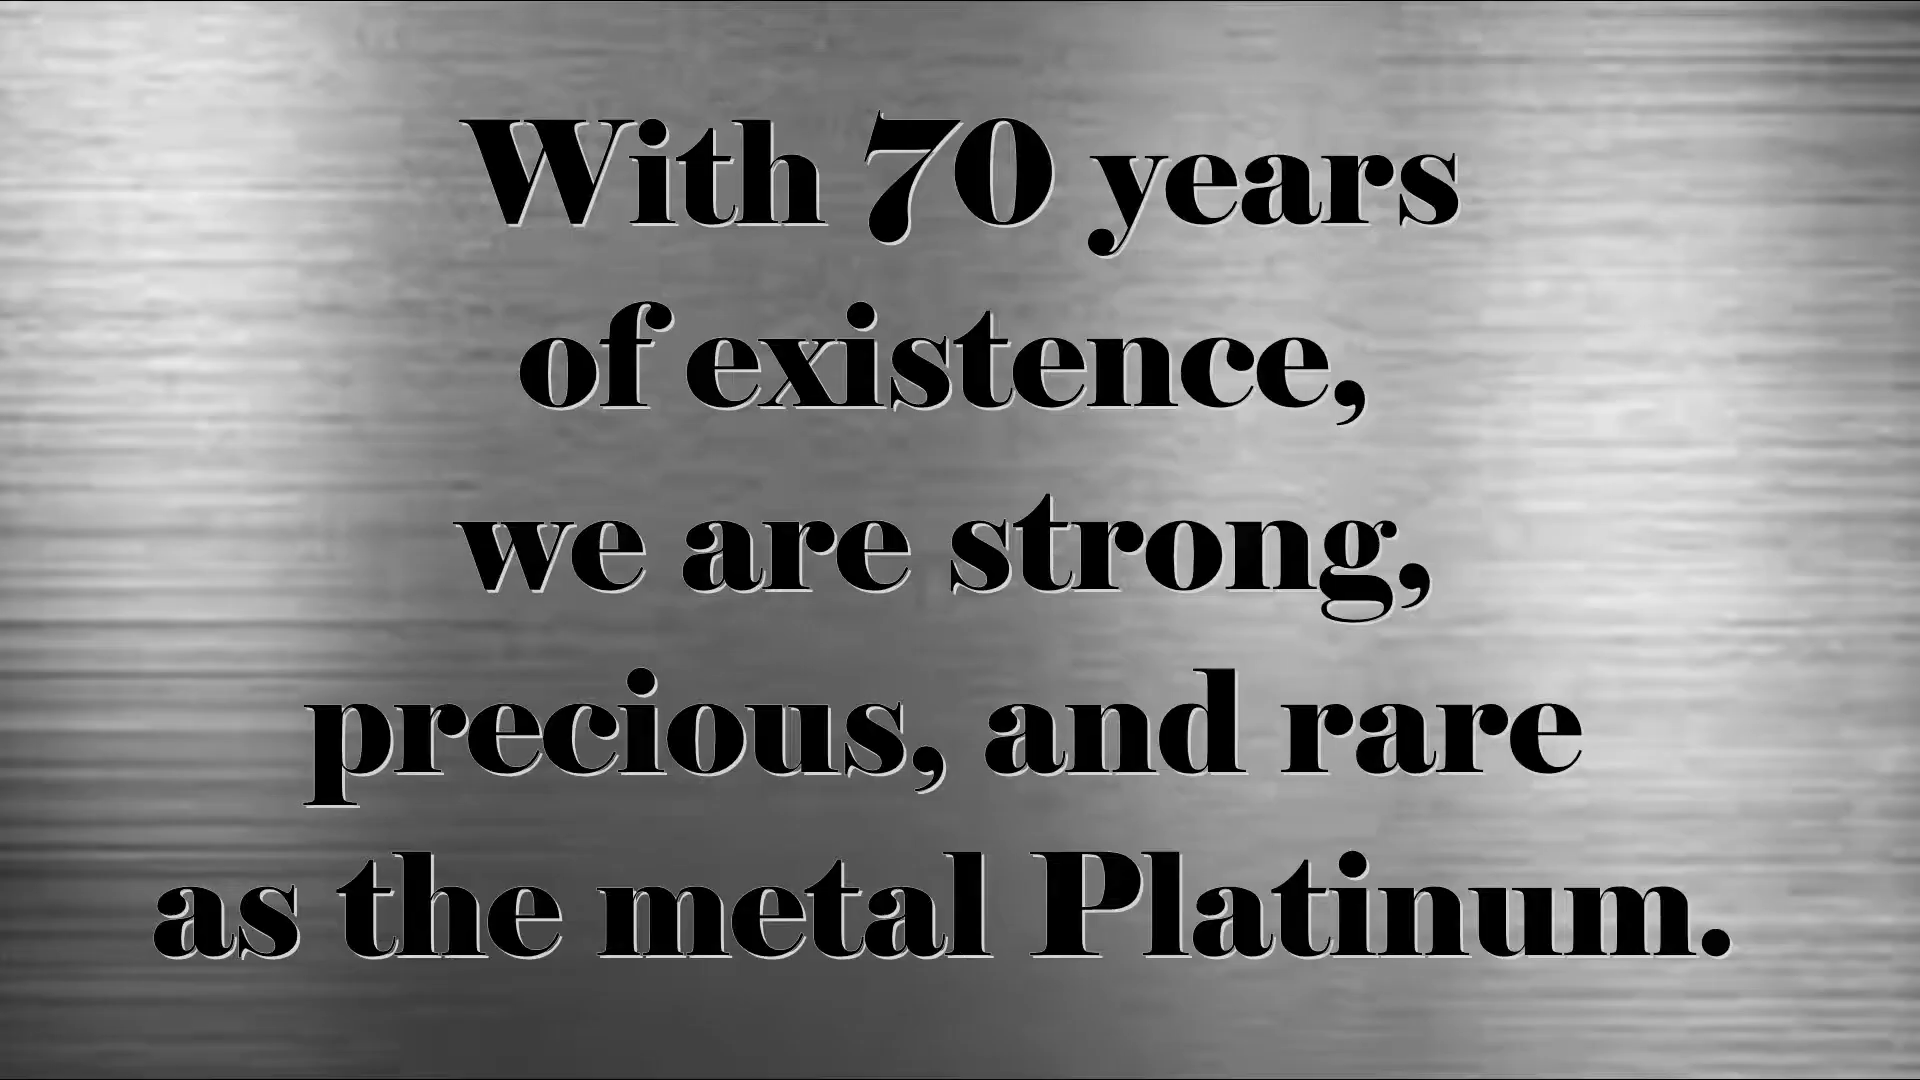 With 70 years
of existence,
we are strong,
precious, and rare
as the metal Platinum.